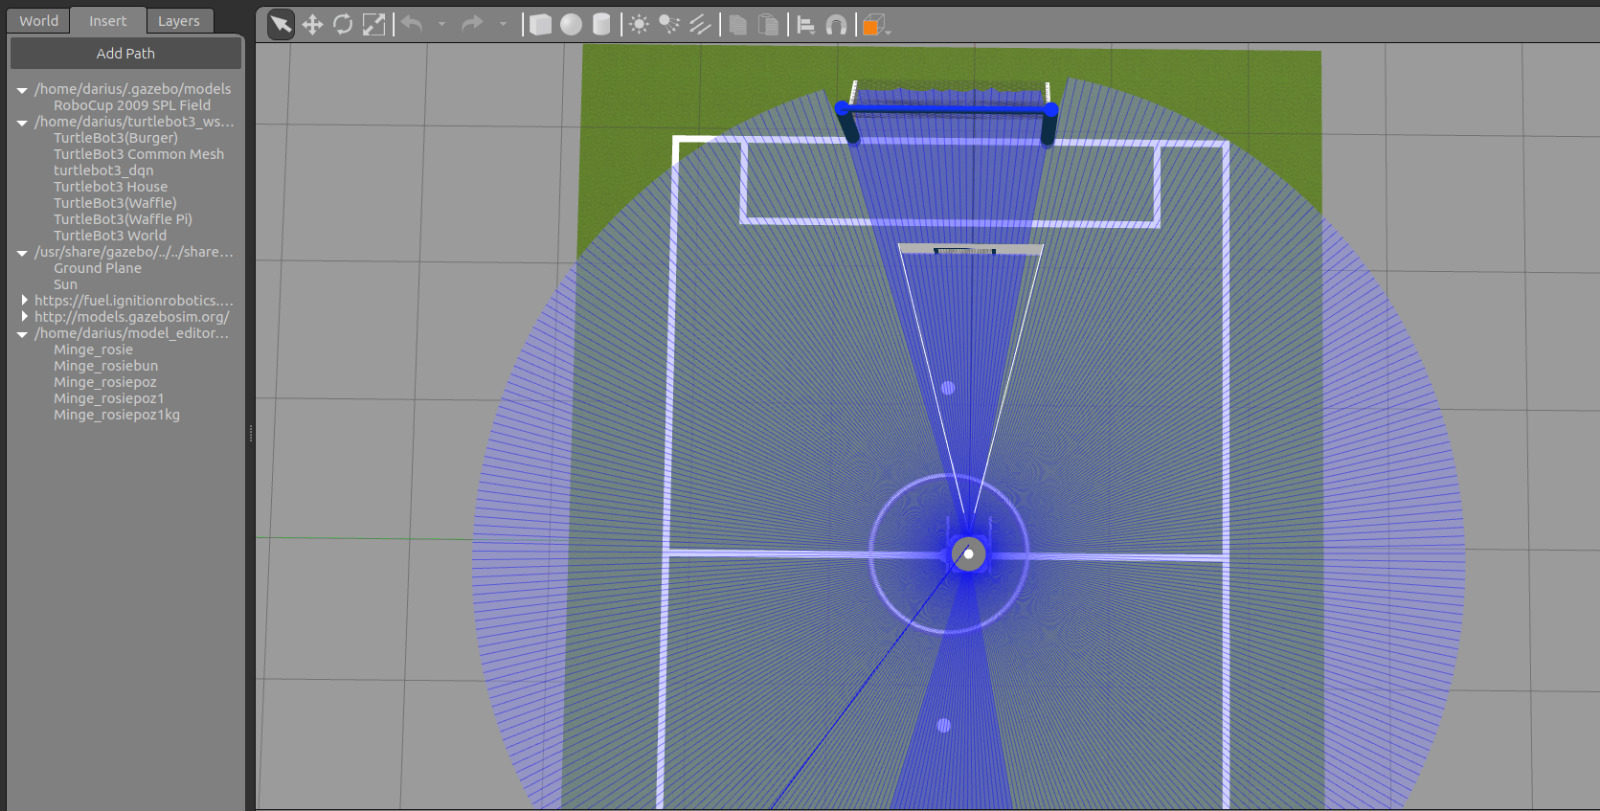 World Insert Layers
Add Path
/home/darius/.gazebo/models
RoboCup 2009 SPL Field
/home/darius/turtlebot3_ws...
TurtleBot3(Burger)
TurtleBot3 Common Mesh
turtlebot3_dqn
Turtlebot3 House
TurtleBot3(Waffle)
TurtleBot3(Waffle Pi)
TurtleBot3 World
/usr/share/gazebo/../../share...
Ground Plane
Sun
https://fuel.ignitionrobotics....
http://models.gazebosim.org/
/home/darius/model_editor...
Minge_rosie
Minge_rosiebun
Minge_rosiepoz
Minge_rosiepoz1
Minge_rosiepoz1kg